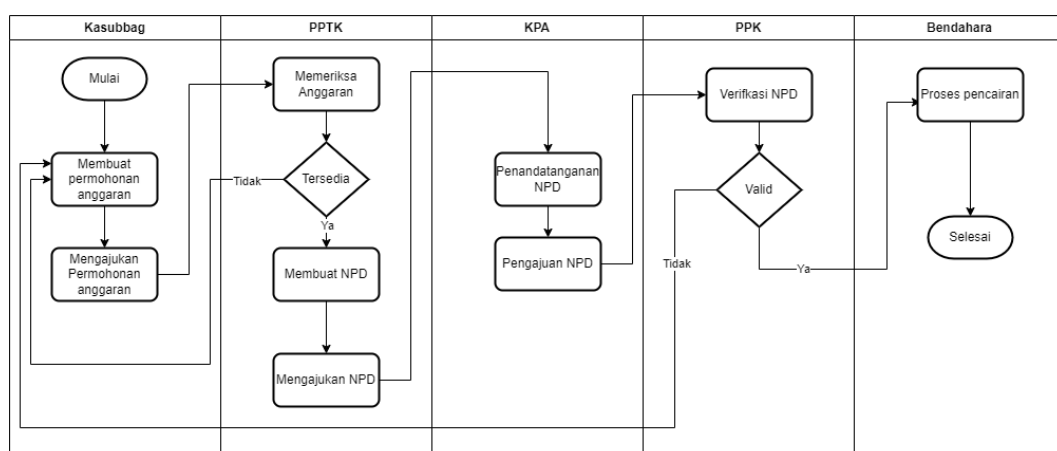 Kasubbag
PPTK
KPA
PPK
Bendahara
Mulai
Membuat
permohonan
anggaran
Mengajukan
Permohonan
anggaran
Memeriksa
Anggaran
Tersedia
Tidak
Ya
Membuat NPD
Mengajukan NPD
Penandatanganan
NPD
Pengajuan NPD
Verifkasi NPD
Valid
Tidak
Ya
Proses pencairan
Selesai